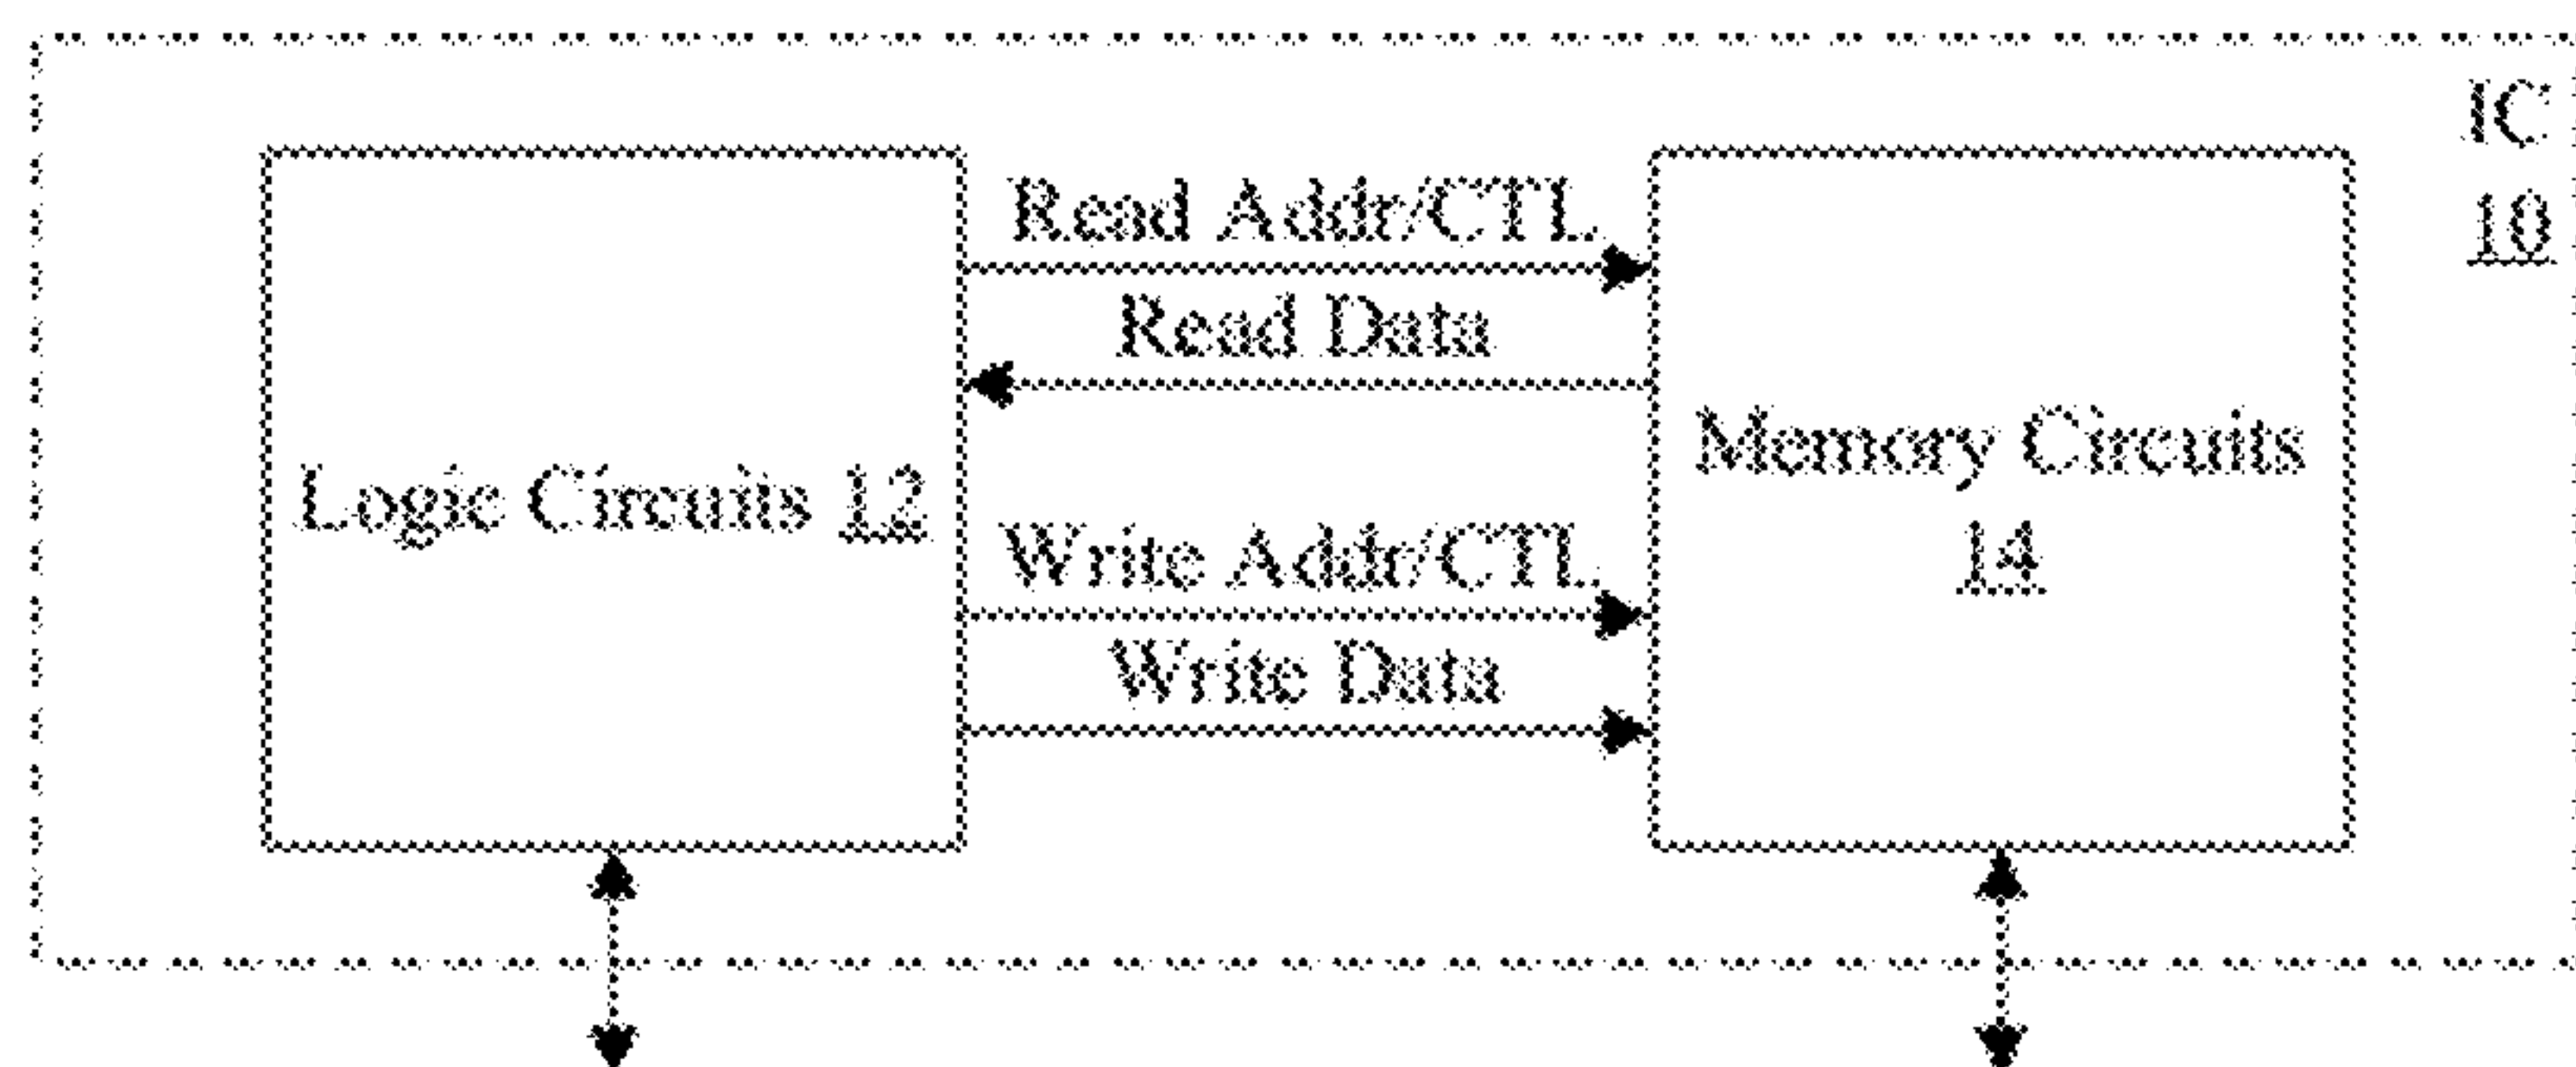 IC
10
Read Addr/CTL
Read Data
Logic Circuits 12
Memory Circuits
14
Write Addr/CTL
Write Data